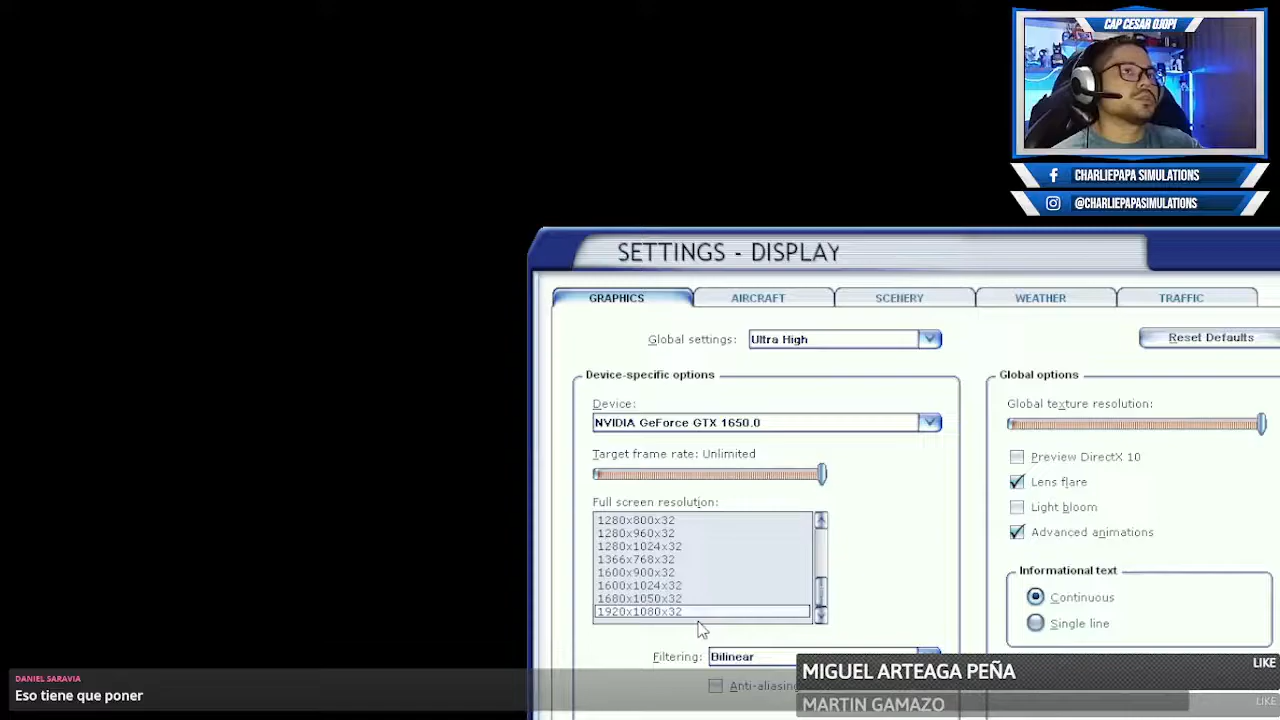 CAP CESAR OJOPI
CHARLIEPAPA SIMULATIONS
@CHARLIEPAPASIMULATIONS
SETTINGS - DISPLAY
GRAPHICS
AIRCRAFT
SCENERY
WEATHER
TRAFFIC
Global settings:
Ultra High
Reset Defaults
Device-specific options
Device:
NVIDIA GeForce GTX 1650.0
Target frame rate: Unlimited
Full screen resolution:
1280x800x32
1280x960x32
1280x1024x32
1366x768x32
1600x900x32
1600x1024x32
1680x1050x32
1920x1080x32
Filtering:
Bilinear
Anti-aliasing
Global options
Global texture resolution:
Preview DirectX 10
Lens flare
Light bloom
Advanced animations
Informational text
Continuous
Single line
MIGUEL ARTEAGA PEÑA
LIKE
MARTIN GAMAZO
LIKE
DANIEL SARAVIA
Eso tiene que poner